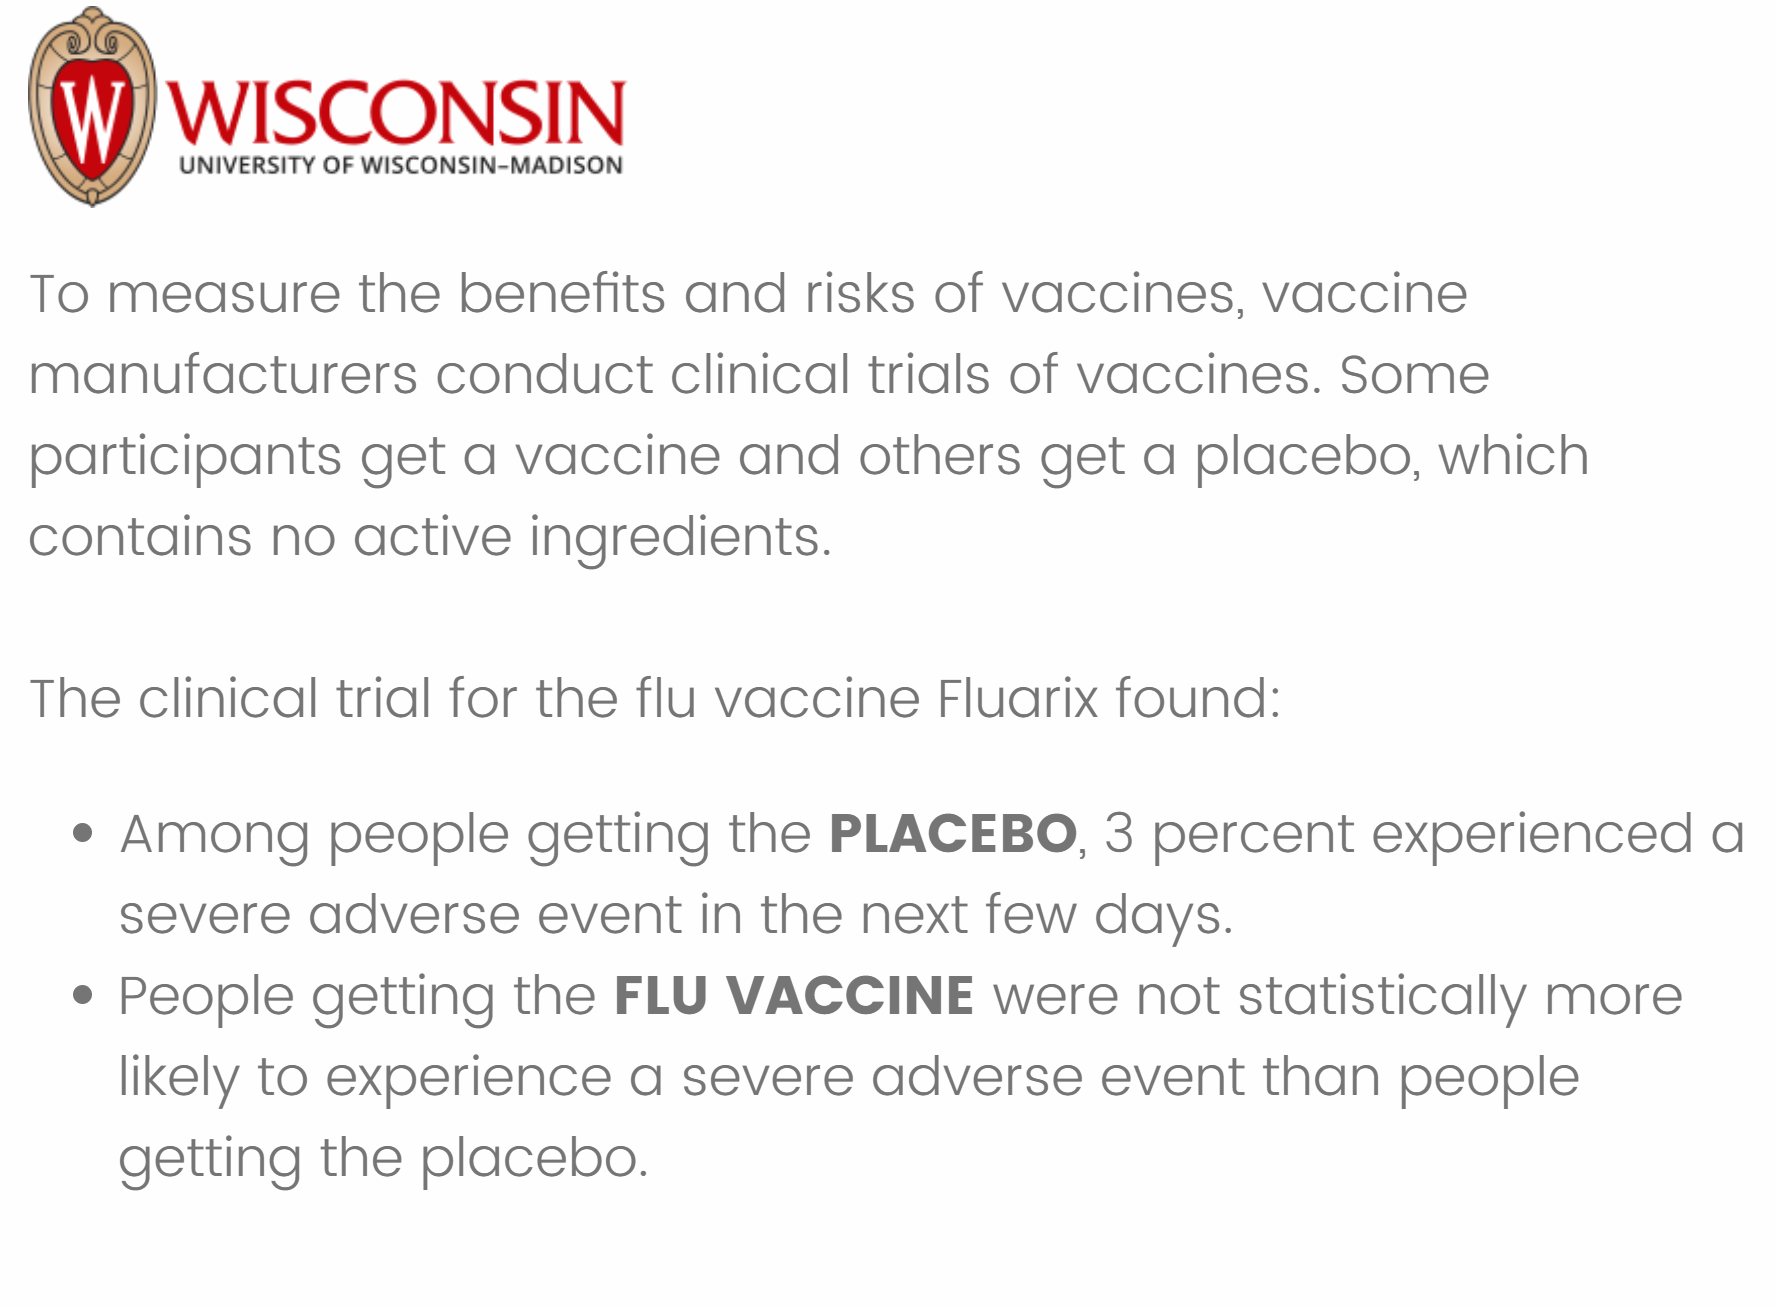 W WISCONSIN
UNIVERSITY OF WISCONSIN–MADISON
To measure the benefits and risks of vaccines, vaccine
manufacturers conduct clinical trials of vaccines. Some
participants get a vaccine and others get a placebo, which
contains no active ingredients.
The clinical trial for the flu vaccine Fluarix found:
• Among people getting the PLACEBO, 3 percent experienced a
severe adverse event in the next few days.
• People getting the FLU VACCINE were not statistically more
likely to experience a severe adverse event than people
getting the placebo.